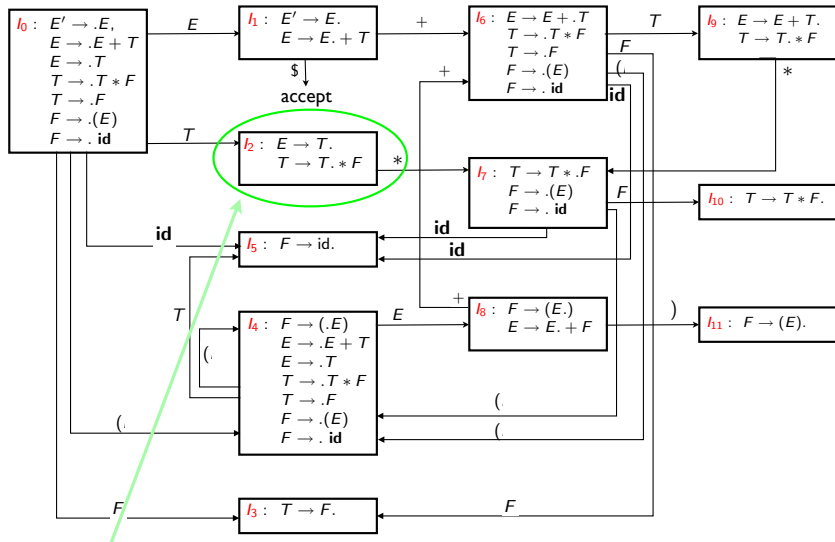 I0 : E′ → .E,
E → .E + T
E → .T
T → .T ∗ F
T → .F
F → .(E)
F → . id
E
I1 : E′ → E.
E → E. + T
+
$
accept
I6 : E → E + .T
T → .T ∗ F
T → .F
F → .(E)
F → . id
T
F
(.
id
+
I9 : E → E + T.
T → T. ∗ F
∗
T
I2 : E → T.
T → T. ∗ F
∗
I7 : T → T ∗ .F
F → .(E)
F → . id
F
I10 : T → T ∗ F.
id
id
id
I5 : F → id.
T
(.
I4 : F → (.E)
E → .E + T
E → .T
T → .T ∗ F
T → .F
F → .(E)
F → . id
E
+
I8 : F → (E.)
E → E. + F
)
I11 : F → (E).
(.
(.
(.
F
I3 : T → F.
F